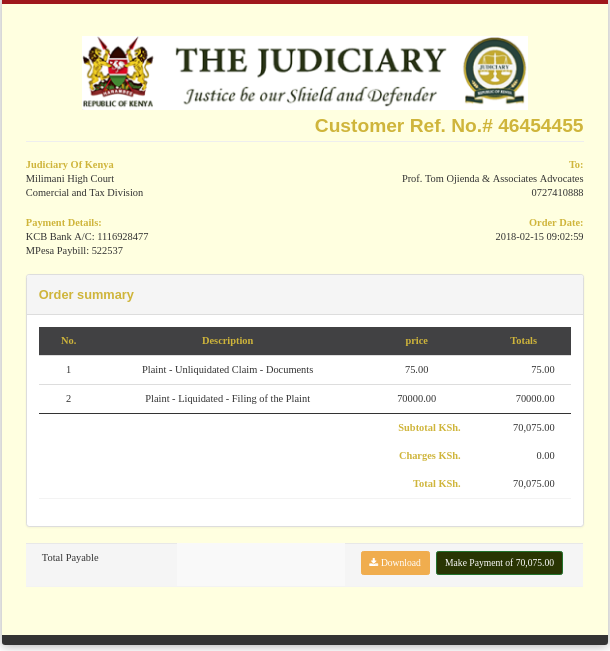 REPUBLIC OF KENYA
THE JUDICIARY
Justice be our Shield and Defender
JUDICIARY
Customer Ref. No.# 46454455
Judiciary Of Kenya
Milimani High Court
Comercial and Tax Division
To:
Prof. Tom Ojienda & Associates Advocates
0727410888
Payment Details:
KCB Bank A/C: 1116928477
MPesa Paybill: 522537
Order Date:
2018-02-15 09:02:59
Order summary
No. Description price Totals
1 Plaint - Unliquidated Claim - Documents 75.00 75.00
2 Plaint - Liquidated - Filing of the Plaint 70000.00 70000.00
Subtotal KSh. 70,075.00
Charges KSh. 0.00
Total KSh. 70,075.00
Total Payable Download Make Payment of 70,075.00